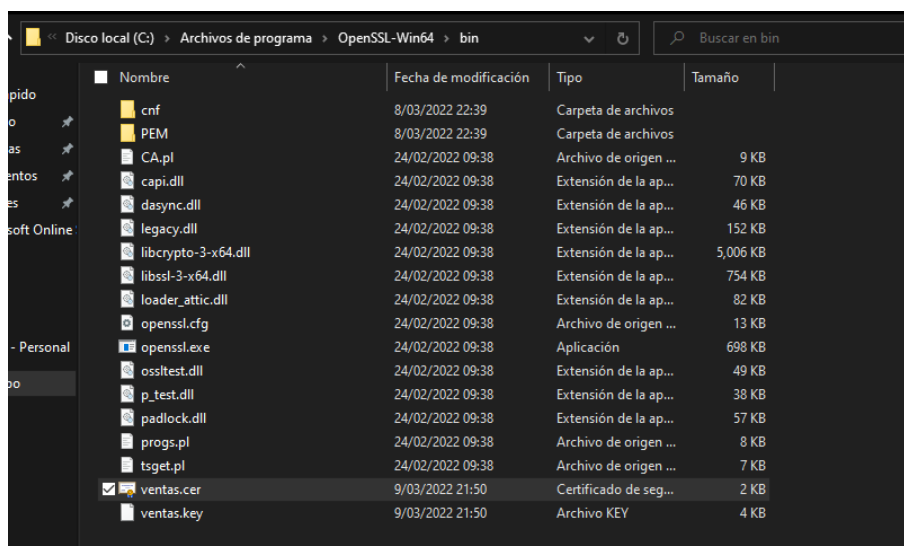 Disco local (C:) > Archivos de programa > OpenSSL-Win64 > bin Buscar en bin
Nombre Fecha de modificación Tipo Tamaño
pido
cnf 8/03/2022 22:39 Carpeta de archivos
o
PEM 8/03/2022 22:39 Carpeta de archivos
as
CA.pl 24/02/2022 09:38 Archivo de origen ... 9 KB
entos
capi.dll 24/02/2022 09:38 Extensión de la ap... 70 KB
es
dasync.dll 24/02/2022 09:38 Extensión de la ap... 46 KB
soft Online
legacy.dll 24/02/2022 09:38 Extensión de la ap... 152 KB
libcrypto-3-x64.dll 24/02/2022 09:38 Extensión de la ap... 5,006 KB
libssl-3-x64.dll 24/02/2022 09:38 Extensión de la ap... 754 KB
loader_attic.dll 24/02/2022 09:38 Extensión de la ap... 82 KB
openssl.cfg 24/02/2022 09:38 Archivo de origen ... 13 KB
- Personal
openssl.exe 24/02/2022 09:38 Aplicación 698 KB
ossltest.dll 24/02/2022 09:38 Extensión de la ap... 49 KB
po
p_test.dll 24/02/2022 09:38 Extensión de la ap... 38 KB
padlock.dll 24/02/2022 09:38 Extensión de la ap... 57 KB
progs.pl 24/02/2022 09:38 Archivo de origen ... 8 KB
tsget.pl 24/02/2022 09:38 Archivo de origen ... 7 KB
ventas.cer 9/03/2022 21:50 Certificado de seg... 2 KB
ventas.key 9/03/2022 21:50 Archivo KEY 4 KB